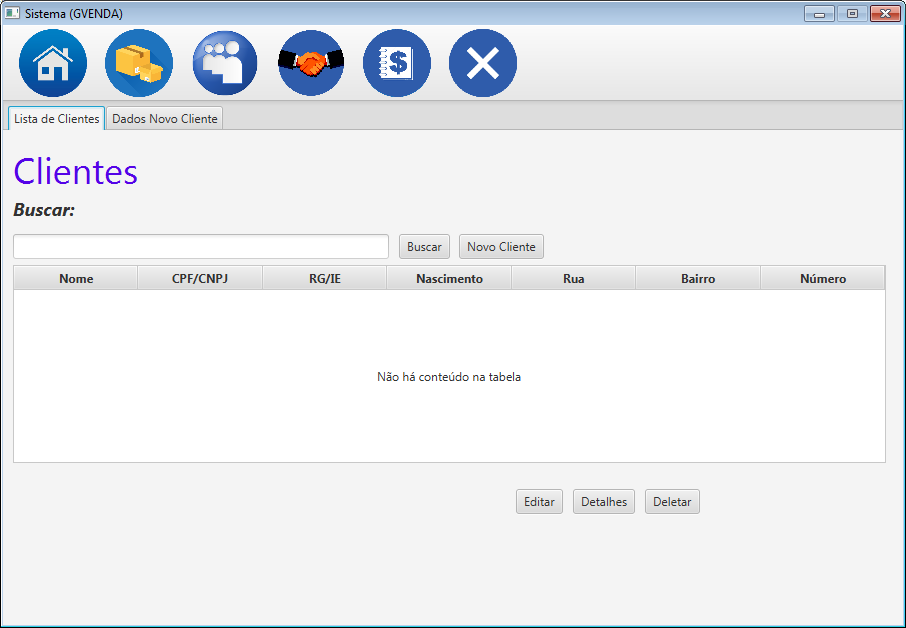 Sistema (GVENDA)
$
Lista de Clientes Dados Novo Cliente
Clientes
Buscar:
Buscar Novo Cliente
Nome CPF/CNPJ RG/IE Nascimento Rua Bairro Número
Não há conteúdo na tabela
Editar Detalhes Deletar